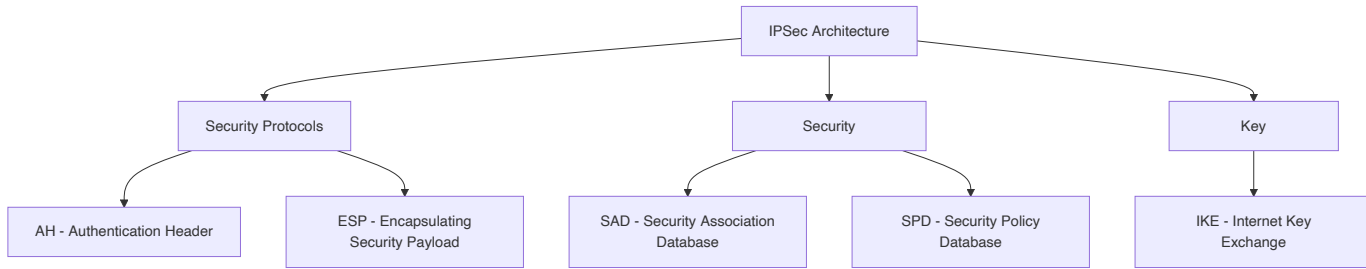 IPSec Architecture
Security Protocols
Security
Key
AH - Authentication Header
ESP - Encapsulating
Security Payload
SAD - Security Association
Database
SPD - Security Policy
Database
IKE - Internet Key
Exchange